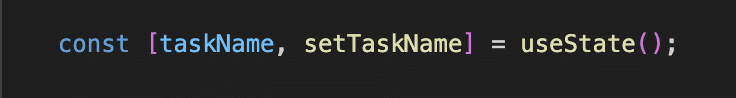 const [taskName, setTaskName] = useState();